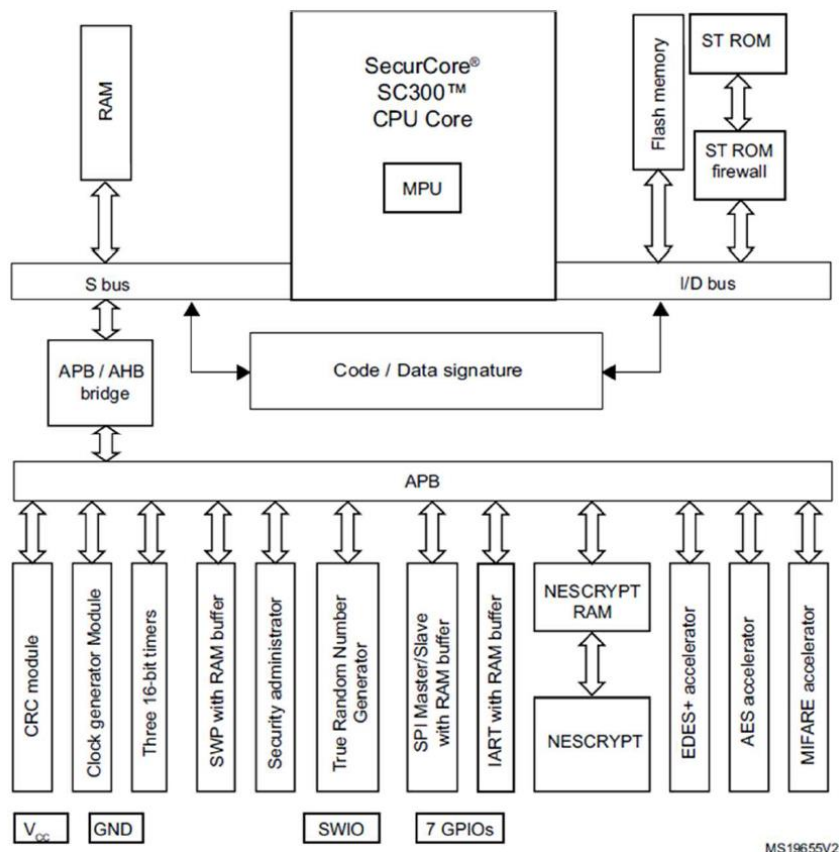 RAM
SecurCore®
SC300™
CPU Core
MPU
Flash memory
ST ROM
ST ROM
firewall
S bus
I/D bus
APB / AHB
bridge
Code / Data signature
APB
CRC module
Clock generator Module
Three 16-bit timers
SWP with RAM buffer
Security administrator
True Random Number
Generator
SPI Master/Slave
with RAM buffer
IART with RAM buffer
NESCRYPT
RAM
NESCRYPT
EDES+ accelerator
AES accelerator
MIFARE accelerator
VCC
GND
SWIO
7 GPIOs
MS19655V2